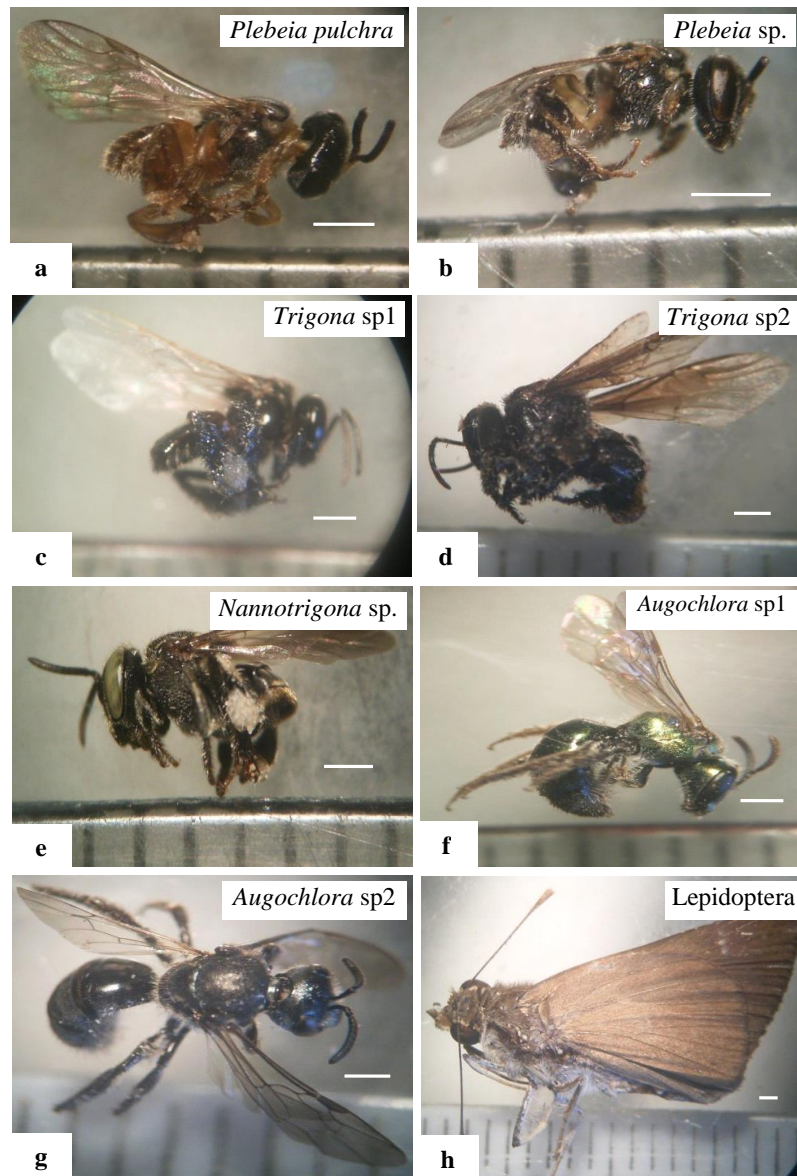 Plebeia pulchra
a
Plebeia sp.
b
Trigona sp1
c
Trigona sp2
d
Nannotrigona sp.
e
Augochlora sp1
f
Augochlora sp2
g
Lepidoptera
h